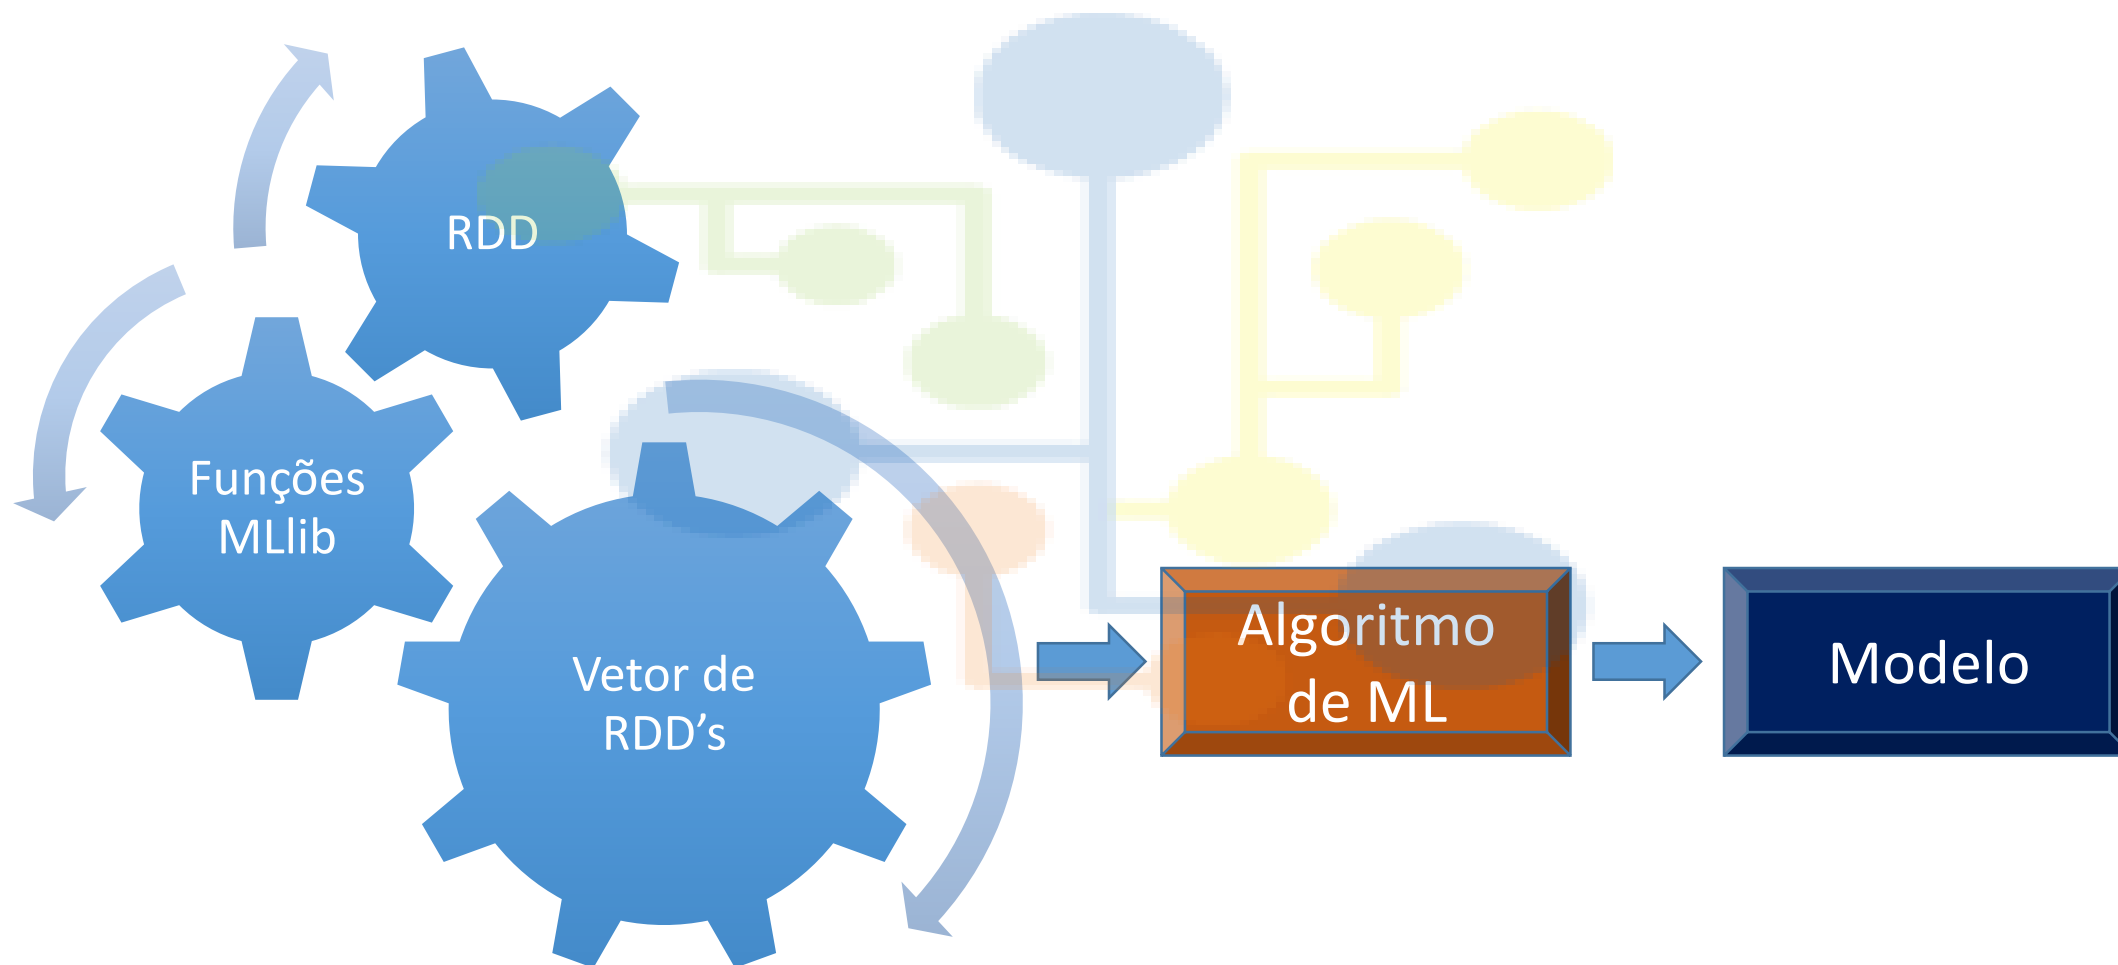 RDD
Funções
MLlib
Vetor de
RDD’s
Algoritmo
de ML
Modelo